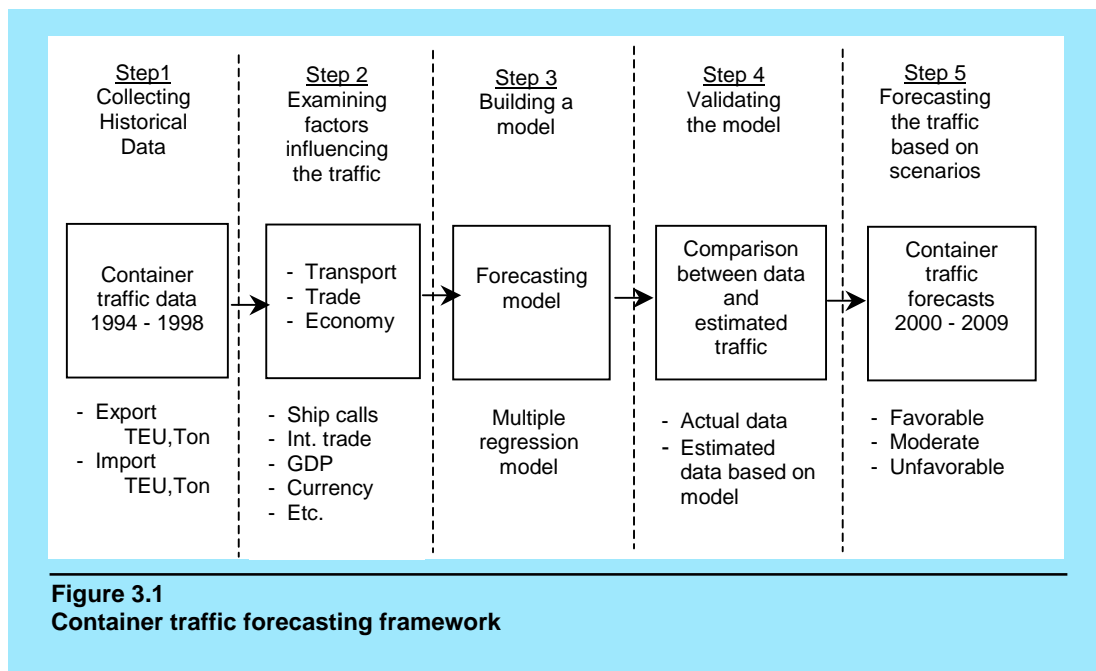 Step1
Collecting
Historical
Data
Step 2
Examining
factors
influencing
the traffic
Step 3
Building a
model
Step 4
Validating
the model
Step 5
Forecasting
the traffic
based on
scenarios
Container
traffic data
1994 - 1998
- Transport
- Trade
- Economy
Forecasting
model
Comparison
between data
and
estimated
traffic
Container
traffic
forecasts
2000 - 2009
- Export
TEU,Ton
- Import
TEU,Ton
- Ship calls
- Int. trade
- GDP
- Currency
- Etc.
Multiple
regression
model
- Actual data
- Estimated
data based on
model
- Favorable
- Moderate
- Unfavorable
Figure 3.1
Container traffic forecasting framework